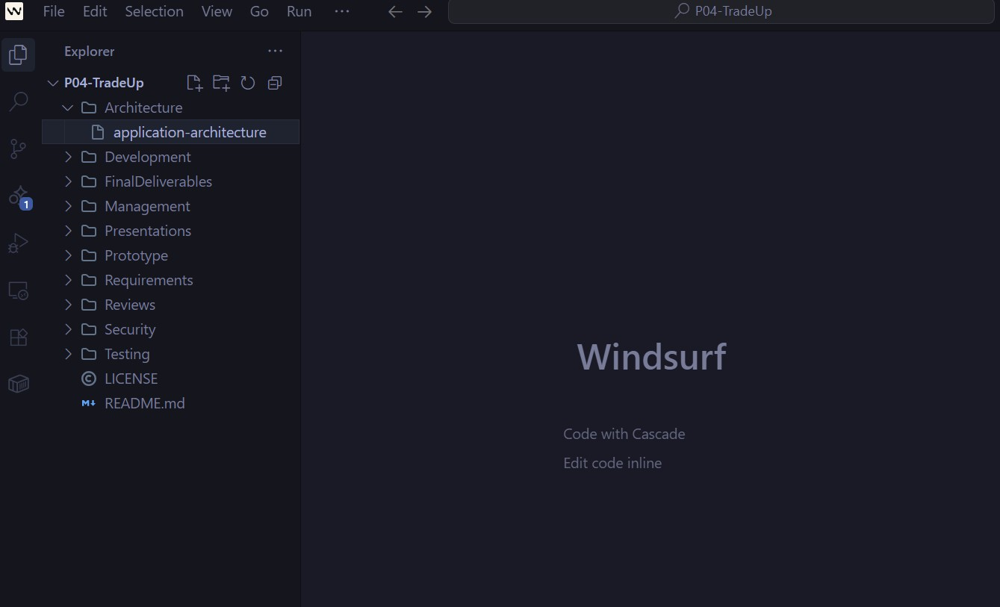 File Edit Selection View Go Run ··· P04-TradeUp
Explorer ···
P04-TradeUp
Architecture
application-architecture
Development
FinalDeliverables
1
Management
Presentations
Prototype
Requirements
Reviews
Security
Testing
LICENSE
M README.md
Windsurf
Code with Cascade
Edit code inline